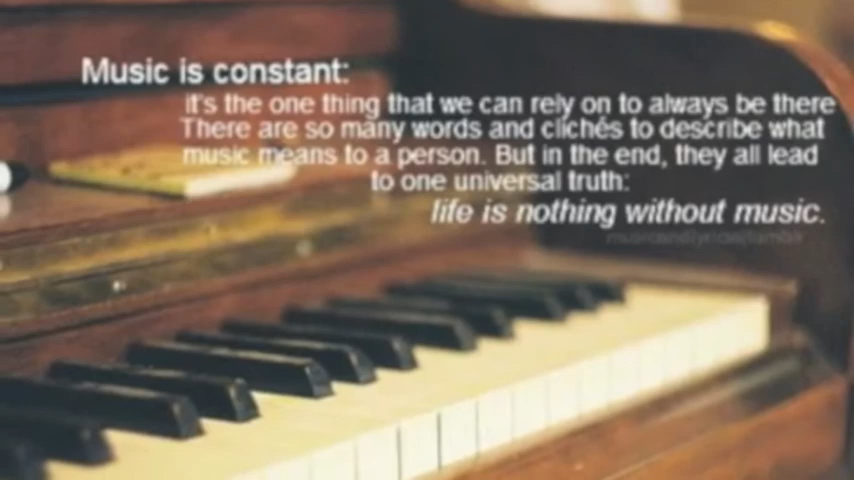 Music is constant:
it's the one thing that we can rely on to always be there
There are so many words and clichés to describe what
music means to a person. But in the end, they all lead
to one universal truth:
life is nothing without music.